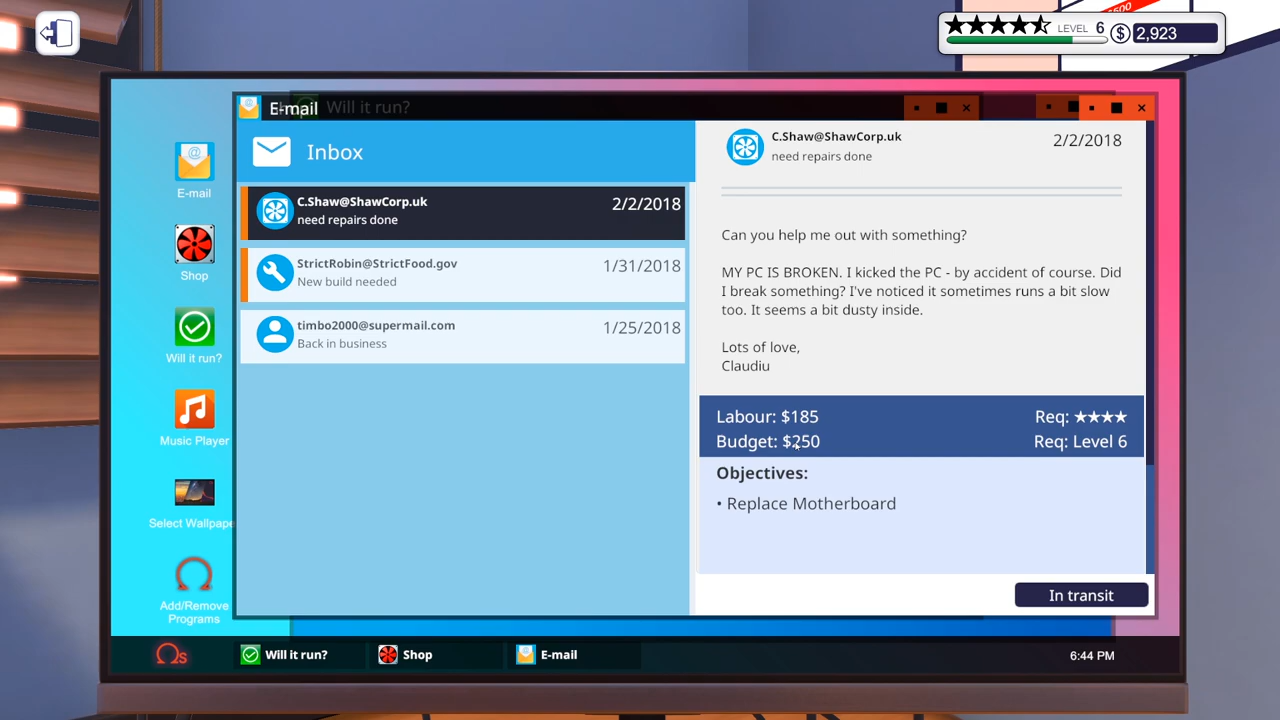 $500
LEVEL 6
$ 2,923
E-mail
Will it run?
Inbox
C.Shaw@ShawCorp.uk
2/2/2018
need repairs done
StrictRobin@StrictFood.gov
1/31/2018
New build needed
timbo2000@supermail.com
1/25/2018
Back in business
C.Shaw@ShawCorp.uk
2/2/2018
need repairs done
Can you help me out with something?
MY PC IS BROKEN. I kicked the PC - by accident of course. Did
I break something? I've noticed it sometimes runs a bit slow
too. It seems a bit dusty inside.
Lots of love,
Claudiu
Labour: $185
Req: ★★★★
Budget: $250
Req: Level 6
Objectives:
• Replace Motherboard
In transit
E-mail
Shop
Will it run?
Music Player
Select Wallpape
Add/Remove
Programs
Will it run?
Shop
E-mail
6:44 PM